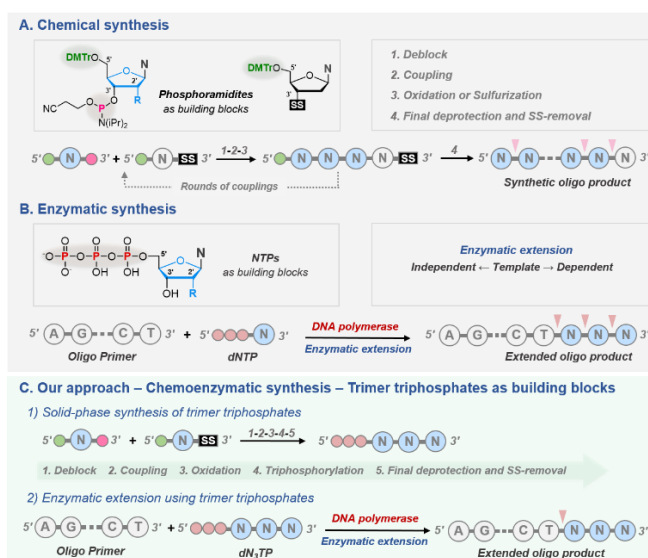 A. Chemical synthesis
DMTrO 5' O N
3' 2'
O R
NC O P
N(iPr)2
Phosphoramidites
as building blocks
DMTrO 5' O N
3'
SS
1. Deblock
2. Coupling
3. Oxidation or Sulfurization
4. Final deprotection and SS-removal
5' N 3' + 5' N SS 3' 1-2-3 5' N N N N SS 3' 4 5' N N N N N 3'
Rounds of couplings
Synthetic oligo product
B. Enzymatic synthesis
O O O
-O P O P O P O 5' O N
O- OH OH 3' 2'
OH R
NTPs
as building blocks
Enzymatic extension
Independent ← Template → Dependent
5' A G C T 3' + 5' N 3' DNA polymerase 5' A G C T N N N 3'
Oligo Primer dNTP Enzymatic extension Extended oligo product
C. Our approach – Chemoenzymatic synthesis – Trimer triphosphates as building blocks
1) Solid-phase synthesis of trimer triphosphates
5' N 3' + 5' N SS 3' 1-2-3-4-5 5' N N N 3'
1. Deblock 2. Coupling 3. Oxidation 4. Triphosphorylation 5. Final deprotection and SS-removal
2) Enzymatic extension using trimer triphosphates
5' A G C T 3' + 5' N N N 3' DNA polymerase 5' A G C T N N N 3'
Oligo Primer dN3TP Enzymatic extension Extended oligo product